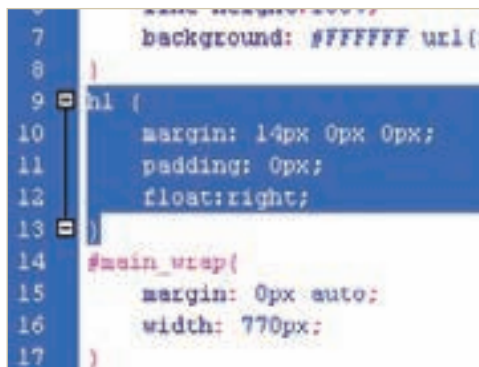 7 background: #FFFFFF url(
8 }
9 h1 {
10 margin: 14px 0px 0px;
11 padding: 0px;
12 float:right;
13 }
14 #main_wrap{
15 margin: 0px auto;
16 width: 770px;
17 }